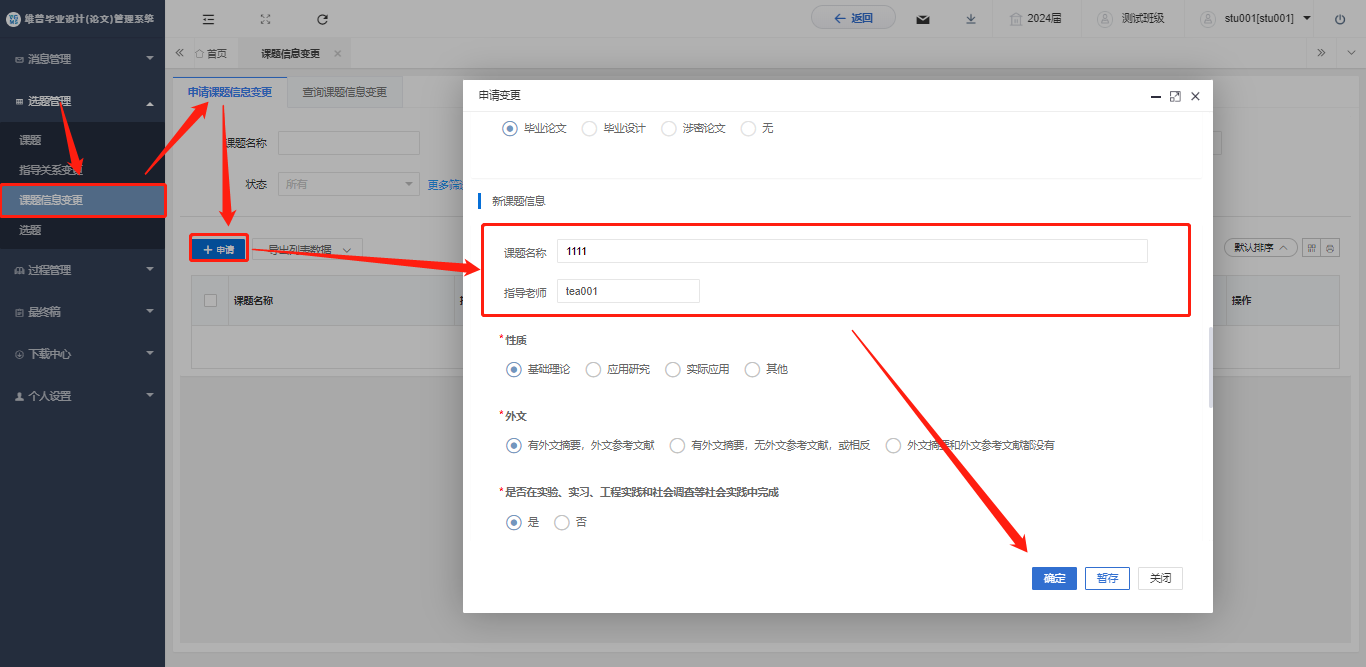 维普毕业设计(论文)管理系统
返回
2024届
测试班级
stu001[stu001]
消息管理
选题管理
课题
指导关系变更
课题信息变更
选题
过程管理
最终稿
下载中心
个人设置
首页
课题信息变更
申请课题信息变更
查询课题信息变更
课题名称
状态
所有
更多筛
申请
导出列表数据
默认排序
课题名称
操作
申请变更
毕业论文
毕业设计
涉密论文
无
新课题信息
课题名称
1111
指导老师
tea001
*性质
基础理论
应用研究
实际应用
其他
*外文
有外文摘要，外文参考文献
有外文摘要，无外文参考文献，或相反
外文摘要和外文参考文献都没有
*是否在实验、实习、工程实践和社会调查等社会实践中完成
是
否
确定
暂存
关闭